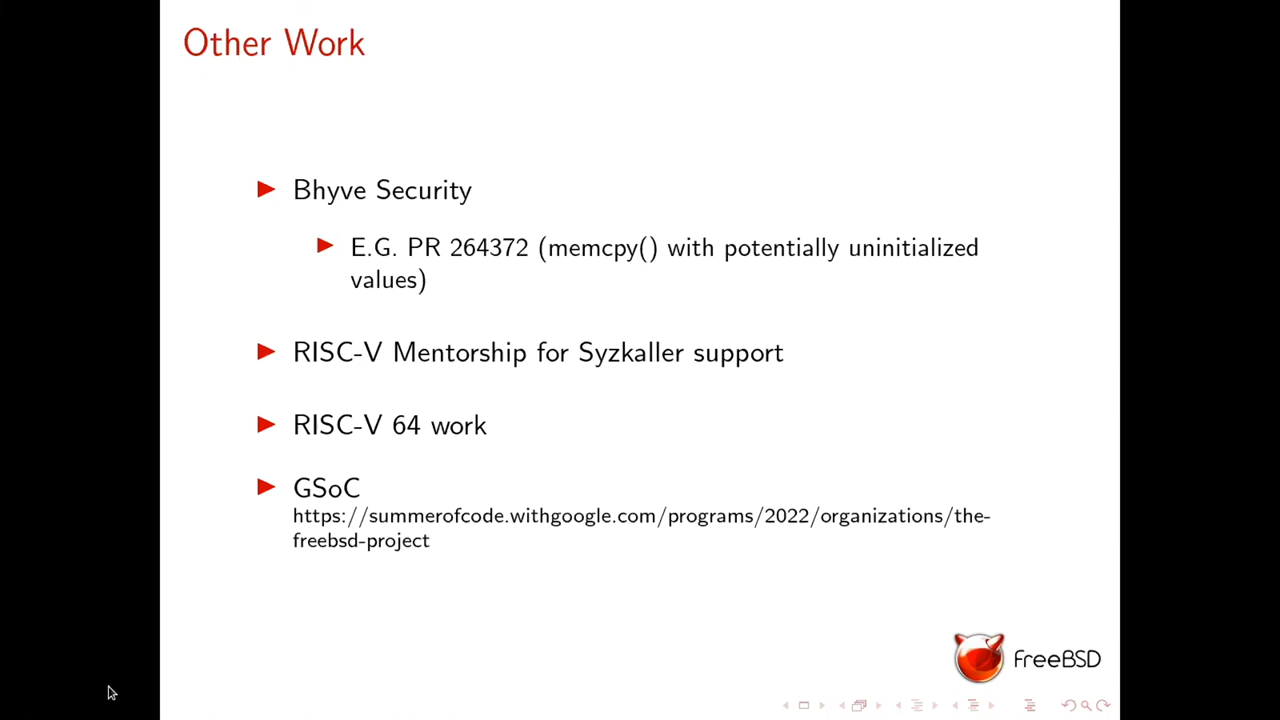 Other Work
Bhyve Security
E.G. PR 264372 (memcpy() with potentially uninitialized
values)
RISC-V Mentorship for Syzkaller support
RISC-V 64 work
GSoC
https://summerofcode.withgoogle.com/programs/2022/organizations/the-
freebsd-project
FreeBSD